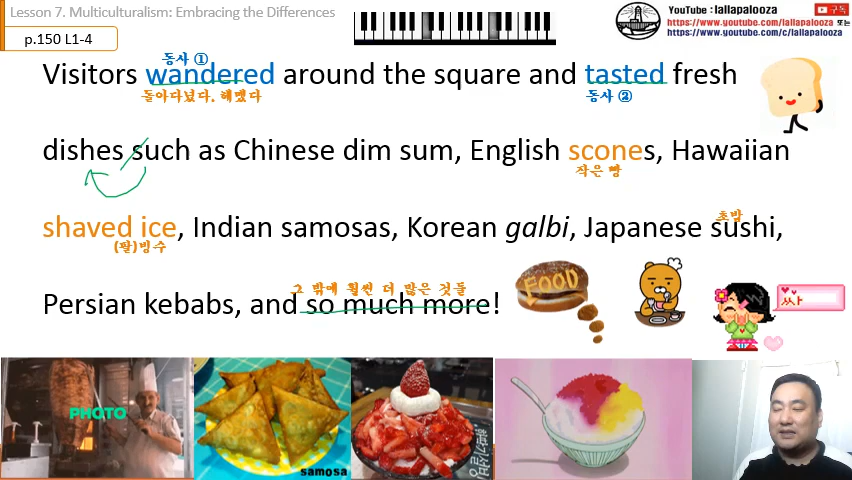 Lesson 7. Multiculturalism: Embracing the Differences
YouTube : lallapalooza 구독
https://www.youtube.com/lallapalooza 또는
https://www.youtube.com/c/lallapalooza
p.150 L1-4
동사 ①
Visitors wandered around the square and tasted fresh
돌아다녔다. 헤맸다 동사 ②
dishes such as Chinese dim sum, English scones, Hawaiian
작은 빵
초밥
shaved ice, Indian samosas, Korean galbi, Japanese sushi,
(팥)빙수
그 밖에 훨씬 더 많은 것들
Persian kebabs, and so much more!
FOOD
PHOTO
samosa